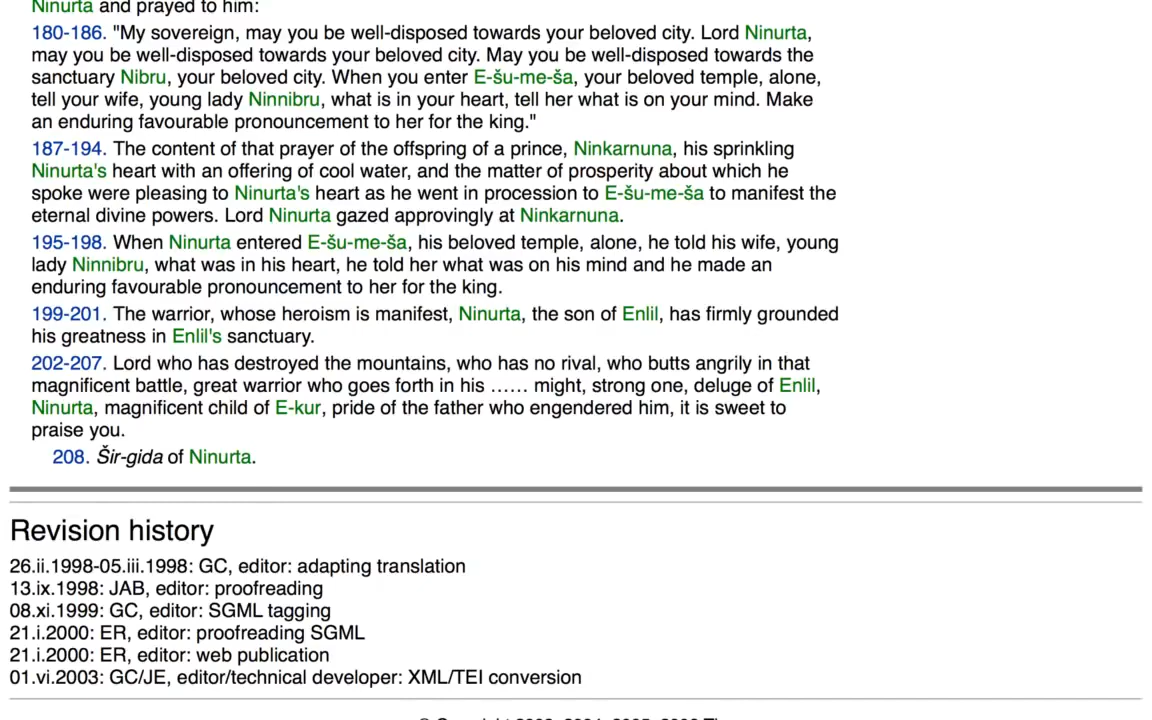 Ninurta and prayed to him:
180-186. "My sovereign, may you be well-disposed towards your beloved city. Lord Ninurta,
may you be well-disposed towards your beloved city. May you be well-disposed towards the
sanctuary Nibru, your beloved city. When you enter E-šu-me-ša, your beloved temple, alone,
tell your wife, young lady Ninnibru, what is in your heart, tell her what is on your mind. Make
an enduring favourable pronouncement to her for the king."
187-194. The content of that prayer of the offspring of a prince, Ninkarnuna, his sprinkling
Ninurta's heart with an offering of cool water, and the matter of prosperity about which he
spoke were pleasing to Ninurta's heart as he went in procession to E-šu-me-ša to manifest the
eternal divine powers. Lord Ninurta gazed approvingly at Ninkarnuna.
195-198. When Ninurta entered E-šu-me-ša, his beloved temple, alone, he told his wife, young
lady Ninnibru, what was in his heart, he told her what was on his mind and he made an
enduring favourable pronouncement to her for the king.
199-201. The warrior, whose heroism is manifest, Ninurta, the son of Enlil, has firmly grounded
his greatness in Enlil's sanctuary.
202-207. Lord who has destroyed the mountains, who has no rival, who butts angrily in that
magnificent battle, great warrior who goes forth in his …… might, strong one, deluge of Enlil,
Ninurta, magnificent child of E-kur, pride of the father who engendered him, it is sweet to
praise you.
208. Šir-gida of Ninurta.
Revision history
26.ii.1998-05.iii.1998: GC, editor: adapting translation
13.ix.1998: JAB, editor: proofreading
08.xi.1999: GC, editor: SGML tagging
21.i.2000: ER, editor: proofreading SGML
21.i.2000: ER, editor: web publication
01.vi.2003: GC/JE, editor/technical developer: XML/TEI conversion